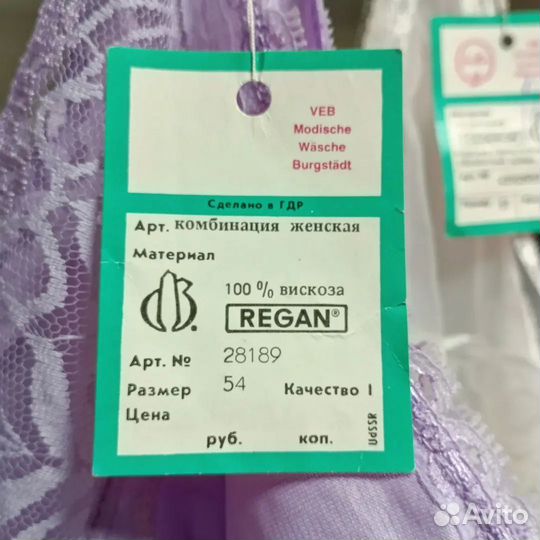 VEB
Modische
Wäsche
Burgstädt
Сделано в ГДР
Арт. комбинация женская
Материал
100 % вискоза
REGAN®
Арт. № 28189
Размер 54 Качество I
Цена
руб. коп.
UdSSR
Avito